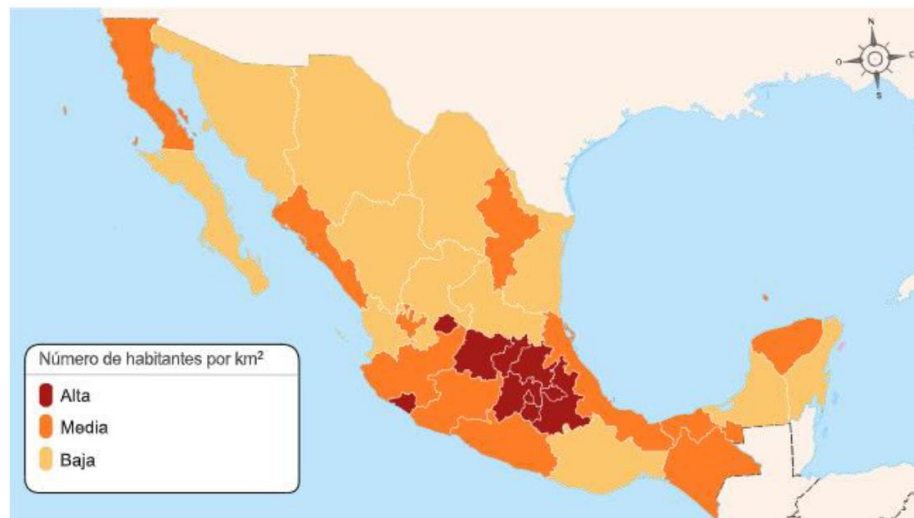 N
O
E
S
Número de habitantes por km²
Alta
Media
Baja